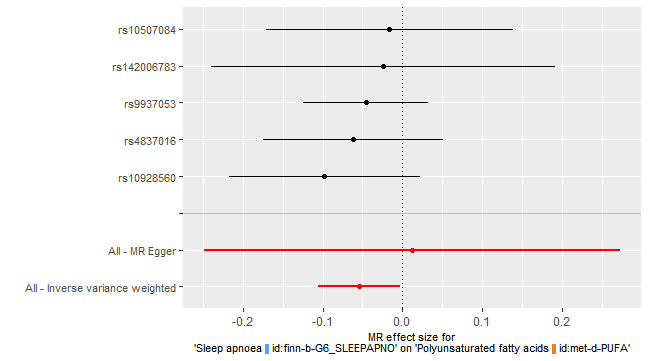 rs10507084
rs142006783
rs9937053
rs4837016
rs10928560
All - MR Egger
All - Inverse variance weighted
-0.2 -0.1 0.0 0.1 0.2
MR effect size for
'Sleep apnoea || id:finn-b-G6_SLEEPAPNO' on 'Polyunsaturated fatty acids || id:met-d-PUFA'